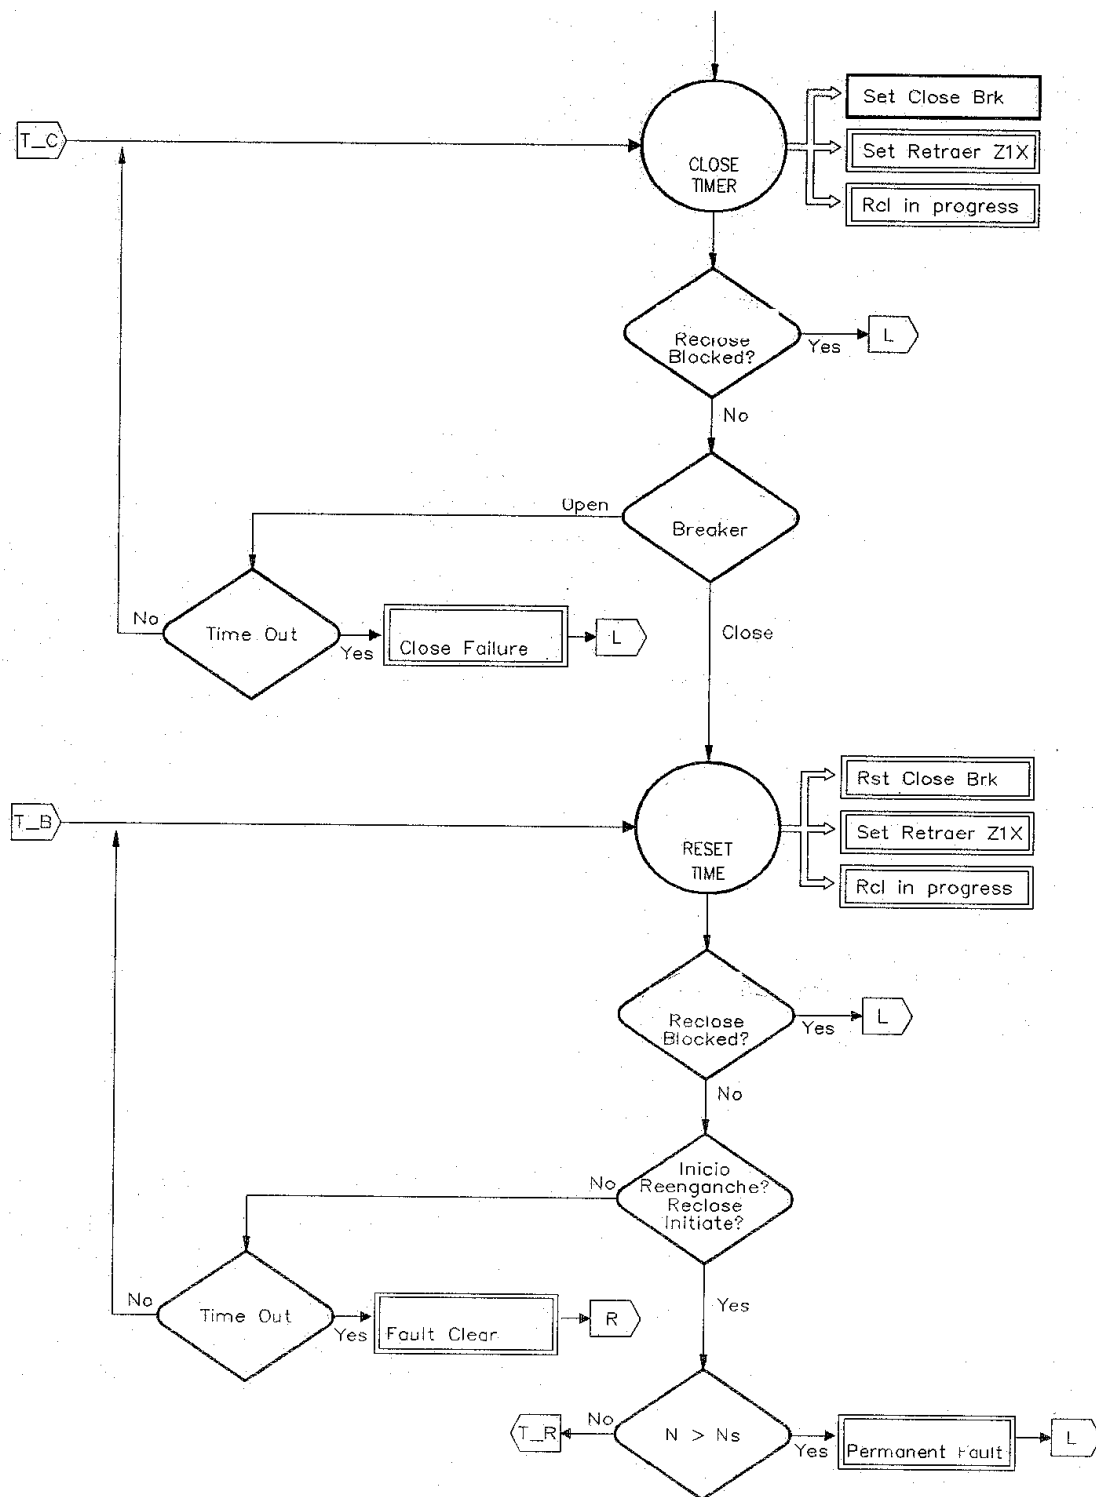 Set Close Brk
T_C
CLOSE
TIMER
Set Retraer Z1X
Rcl in progress
Reclose
Blocked?
Yes
L
No
Open
Breaker
No
Time Out
Yes
Close Failure
L
Close
Rst Close Brk
T_B
RESET
TIME
Set Retraer Z1X
Rcl in progress
Reclose
Blocked?
Yes
L
No
Inicio
Reenganche?
Reclose
Initiate?
No
No
Time Out
Yes
Fault Clear
R
Yes
T_R
No
N > Ns
Yes
Permanent Fault
L